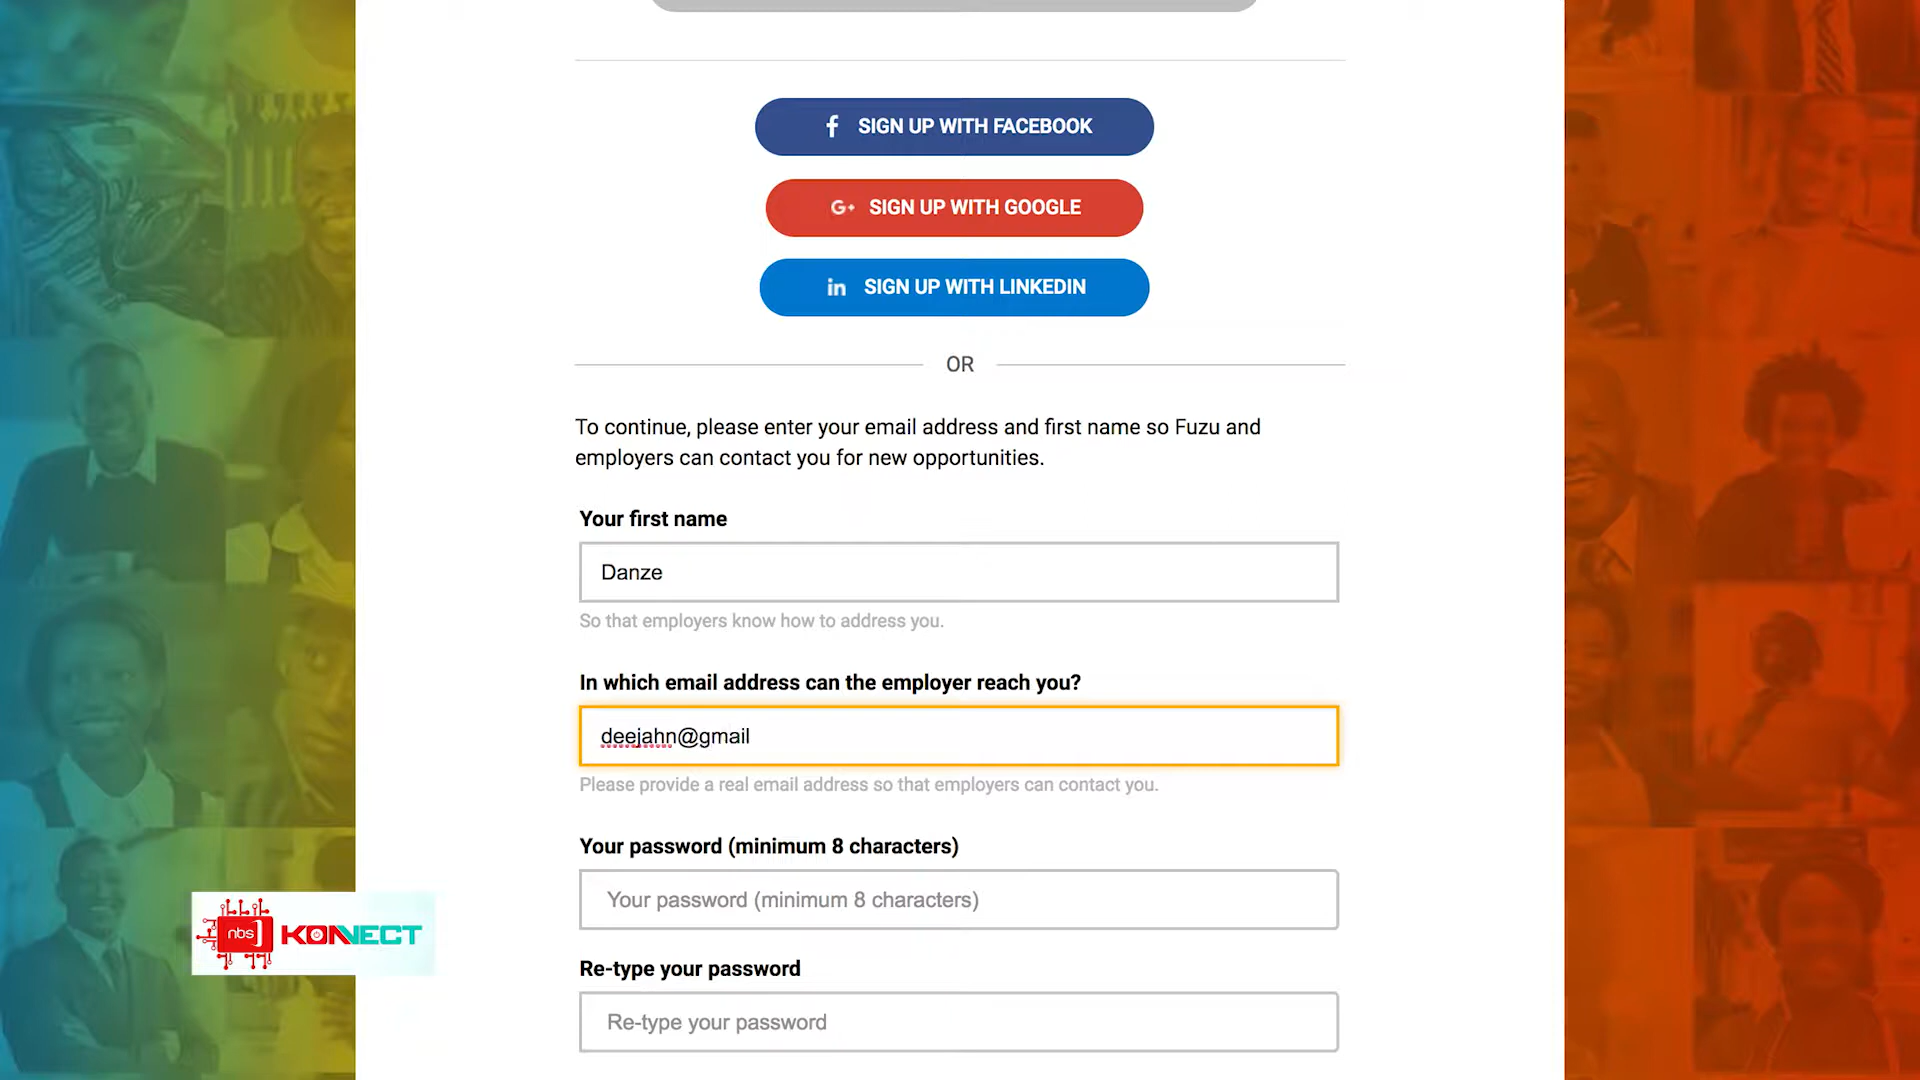 f SIGN UP WITH FACEBOOK
G+ SIGN UP WITH GOOGLE
in SIGN UP WITH LINKEDIN
OR
To continue, please enter your email address and first name so Fuzu and
employers can contact you for new opportunities.
Your first name
Danze
So that employers know how to address you.
In which email address can the employer reach you?
deejahn@gmail
Please provide a real email address so that employers can contact you.
Your password (minimum 8 characters)
Your password (minimum 8 characters)
nbs KONNECT
Re-type your password
Re-type your password